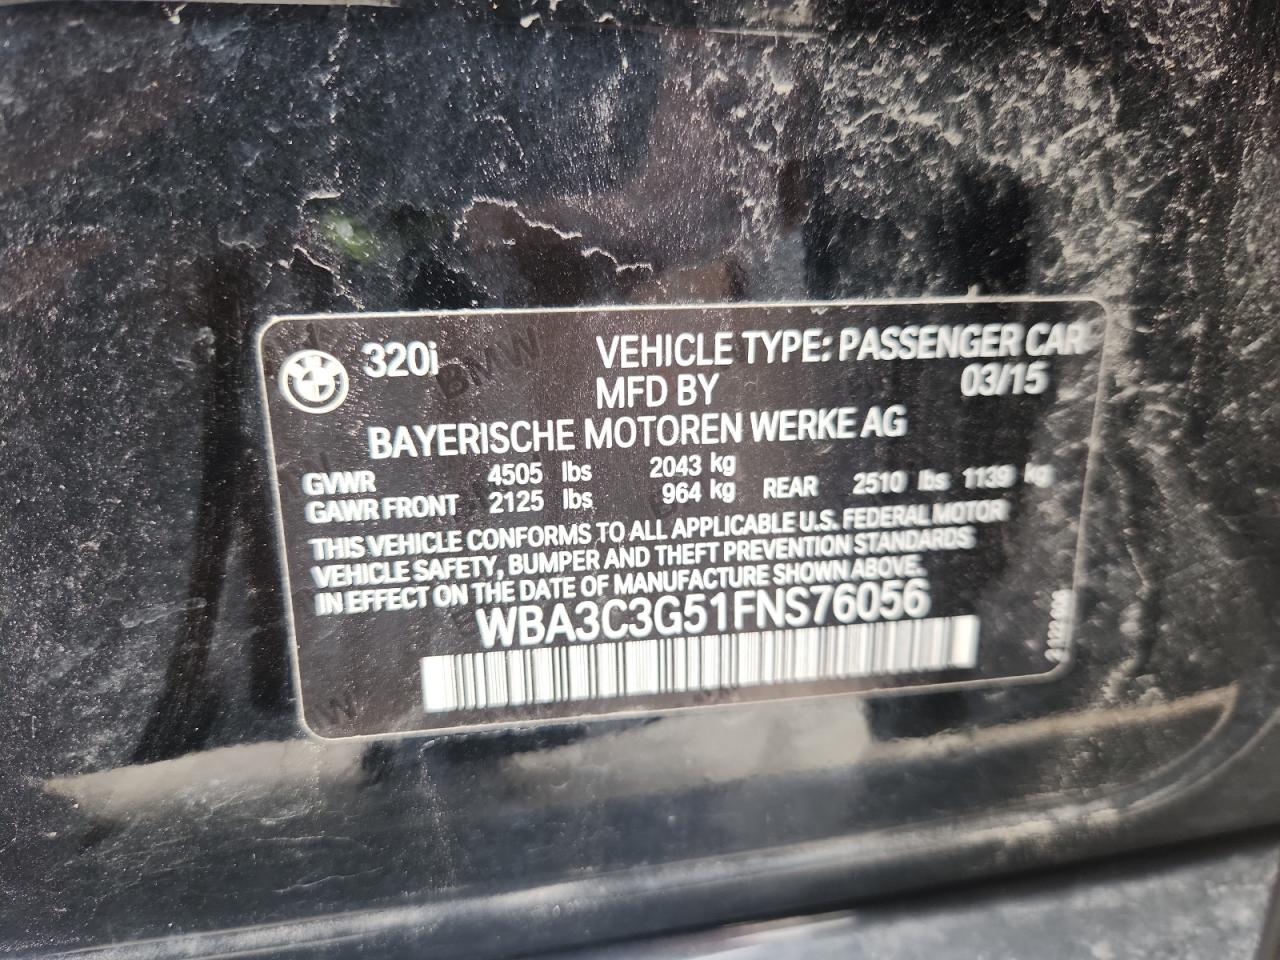 320i VEHICLE TYPE: PASSENGER CAR
MFD BY 03/15
BAYERISCHE MOTOREN WERKE AG
GVWR 4505 lbs 2043 kg
GAWR FRONT 2125 lbs 964 kg REAR 2510 lbs 1139 kg
THIS VEHICLE CONFORMS TO ALL APPLICABLE U.S. FEDERAL MOTOR
VEHICLE SAFETY, BUMPER AND THEFT PREVENTION STANDARDS
IN EFFECT ON THE DATE OF MANUFACTURE SHOWN ABOVE.
WBA3C3G51FNS76056